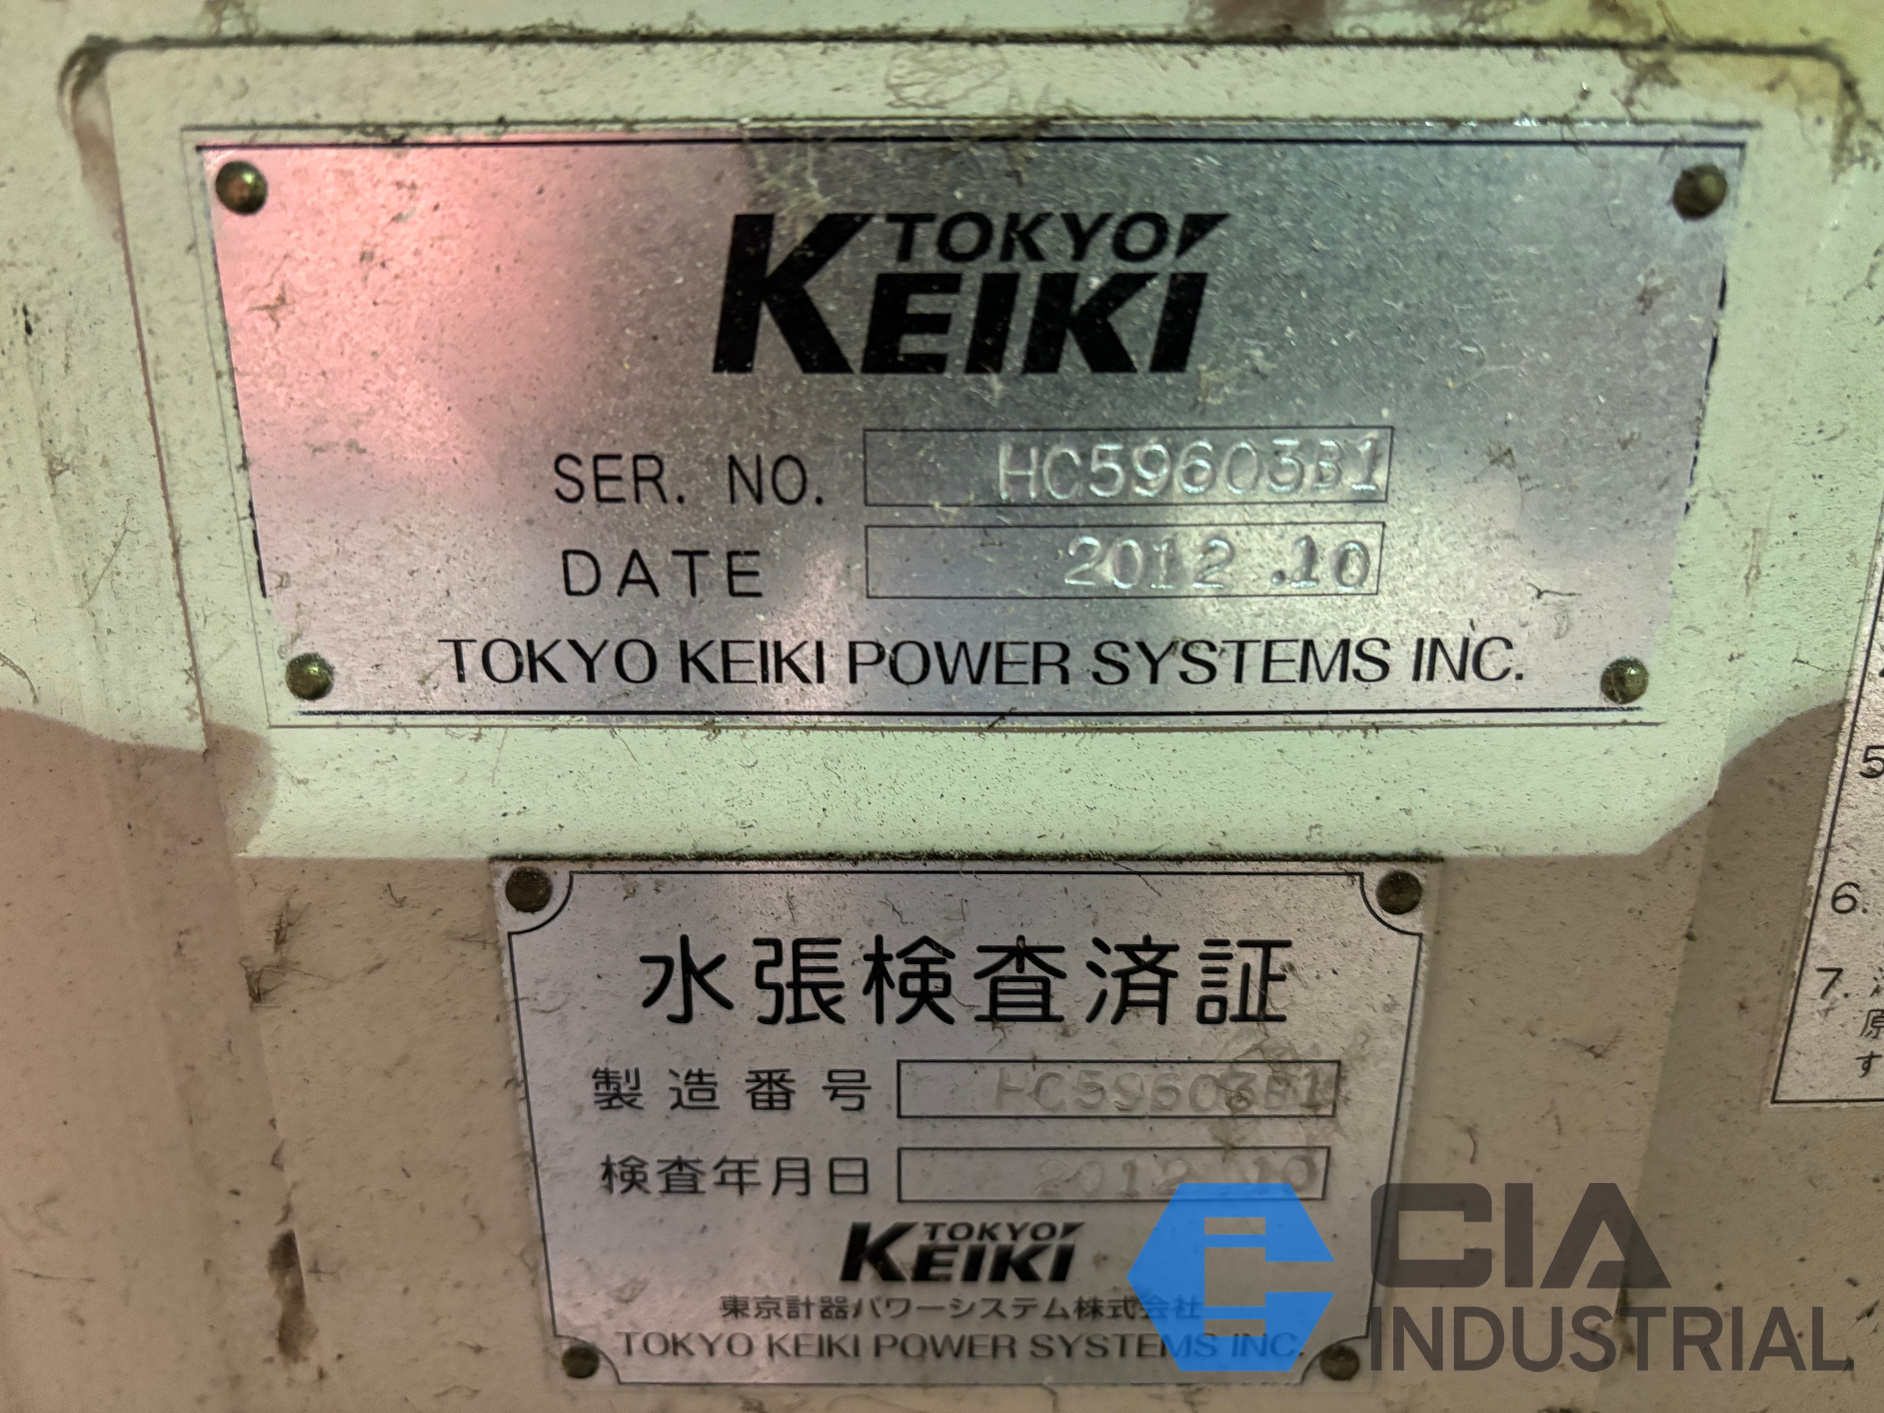 TOKYO
KEIKI
SER. NO. HC59603B1
DATE 2012.10
TOKYO KEIKI POWER SYSTEMS INC.
水張検査済証
製造番号 HC59603B1
検査年月日 2012.10
TOKYO
KEIKI
東京計器パワーシステム株式会社
TOKYO KEIKI POWER SYSTEMS INC.
5
6.
7.
原
す
CIA
INDUSTRIAL